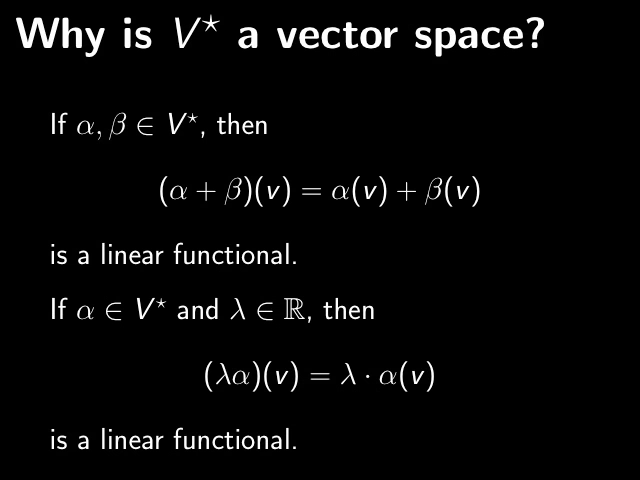 Why is V⋆ a vector space?
If α, β ∈ V⋆, then
(α + β)(v) = α(v) + β(v)
is a linear functional.
If α ∈ V⋆ and λ ∈ ℝ, then
(λα)(v) = λ · α(v)
is a linear functional.